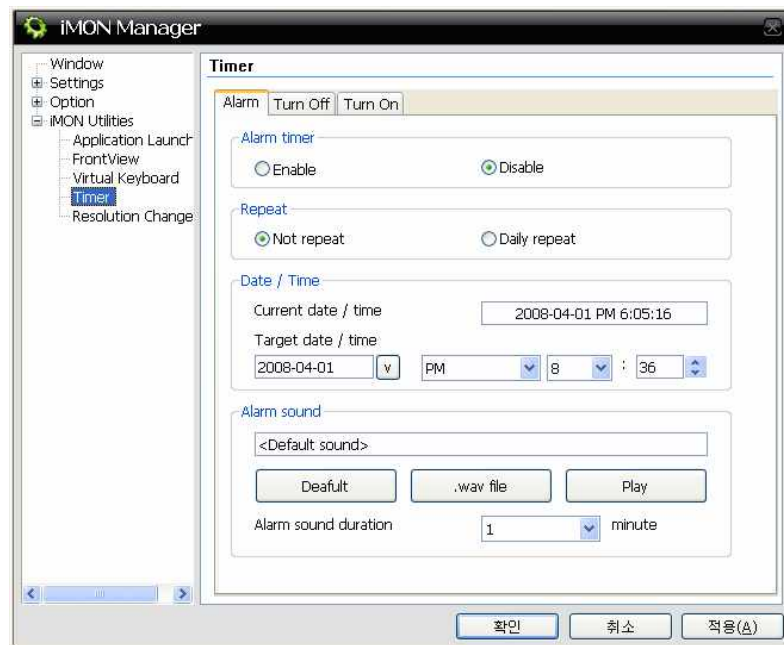 iMON Manager
Window
Settings
Option
iMON Utilities
Application Launch
FrontView
Virtual Keyboard
Timer
Resolution Change
Timer
Alarm Turn Off Turn On
Alarm timer
Enable Disable
Repeat
Not repeat Daily repeat
Date / Time
Current date / time 2008-04-01 PM 6:05:16
Target date / time
2008-04-01 v PM 8 : 36
Alarm sound
<Default sound>
Deafult .wav file Play
Alarm sound duration 1 minute
확인 취소 적용(A)